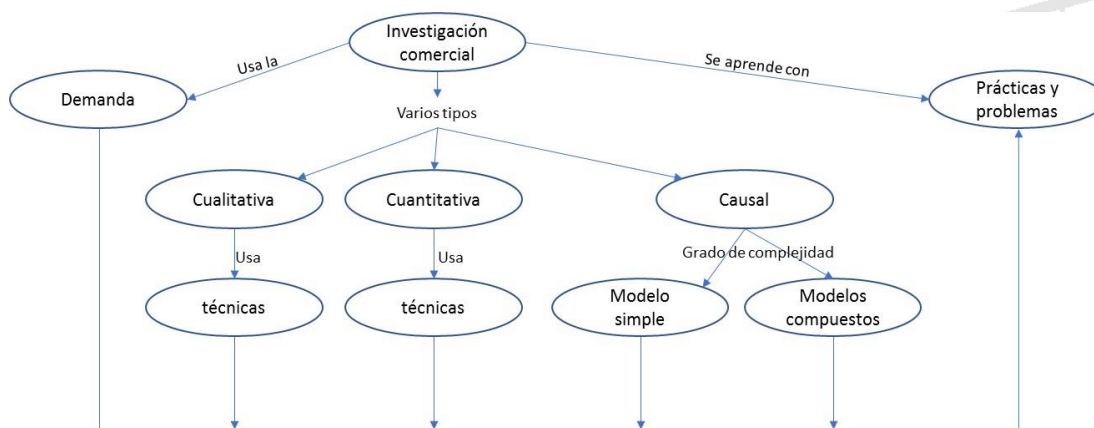 Investigación
comercial
Usa la
Se aprende con
Demanda
Prácticas y
problemas
Varios tipos
Cualitativa
Cuantitativa
Causal
Usa
Usa
Grado de complejidad
técnicas
técnicas
Modelo
simple
Modelos
compuestos